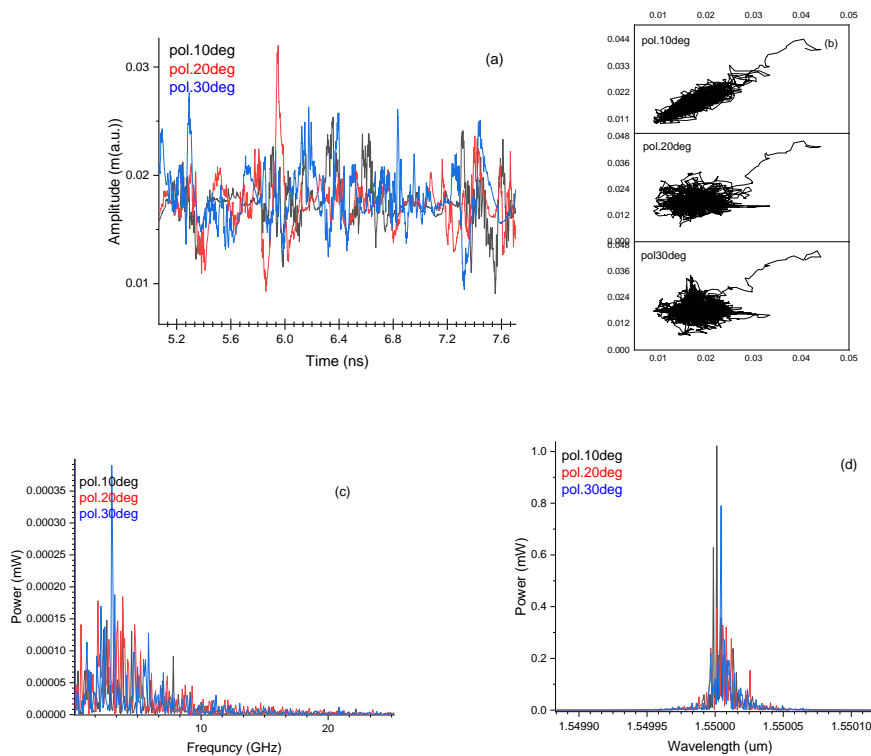 0.01 0.02 0.03 0.04 0.05
pol.10deg
pol.20deg
pol.30deg
(a)
0.03
0.02
0.01
Amplitude (m(a.u.))
5.2 5.6 6.0 6.4 6.8 7.2 7.6
Time (ns)
pol.10deg
(b)
0.044
0.033
0.022
0.011
0.048
pol.20deg
0.036
0.024
0.012
0.000
0.048
pol30deg
0.036
0.024
0.012
0.000
0.01 0.02 0.03 0.04 0.05
pol.10deg
pol.20deg
pol.30deg
(c)
0.00035
0.00030
0.00025
0.00020
0.00015
0.00010
0.00005
0.00000
Power (mW)
10 20
Frequncy (GHz)
pol.10deg
pol.20deg
pol.30deg
(d)
1.0
0.8
0.6
0.4
0.2
0.0
Power (mW)
1.54990 1.54995 1.55000 1.55005 1.55010
Wavelength (um)